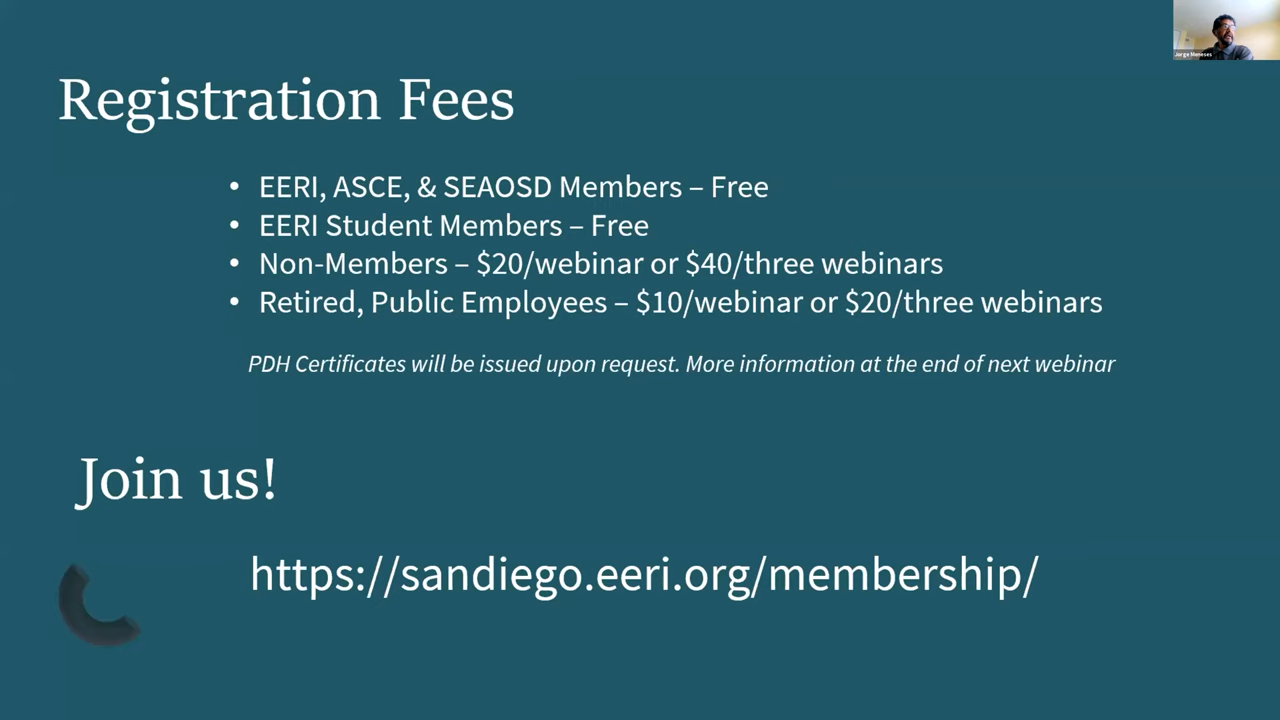 Jorge Meneses
Registration Fees
• EERI, ASCE, & SEAOSD Members – Free
• EERI Student Members – Free
• Non-Members – $20/webinar or $40/three webinars
• Retired, Public Employees – $10/webinar or $20/three webinars
PDH Certificates will be issued upon request. More information at the end of next webinar
Join us!
https://sandiego.eeri.org/membership/